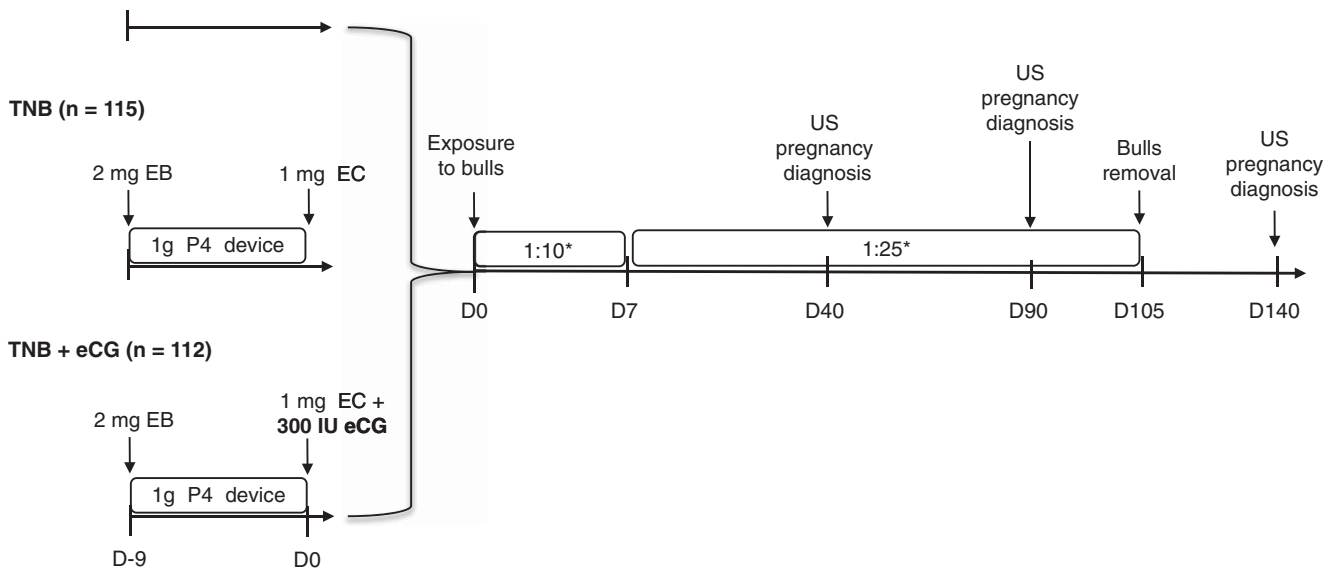 TNB (n = 115)
2 mg EB
1 mg EC
1g P4 device
TNB + eCG (n = 112)
2 mg EB
1 mg EC +
300 IU eCG
1g P4 device
D-9
D0
Exposure
to bulls
US
pregnancy
diagnosis
US
pregnancy
diagnosis
Bulls
removal
US
pregnancy
diagnosis
1:10*
1:25*
D0
D7
D40
D90
D105
D140